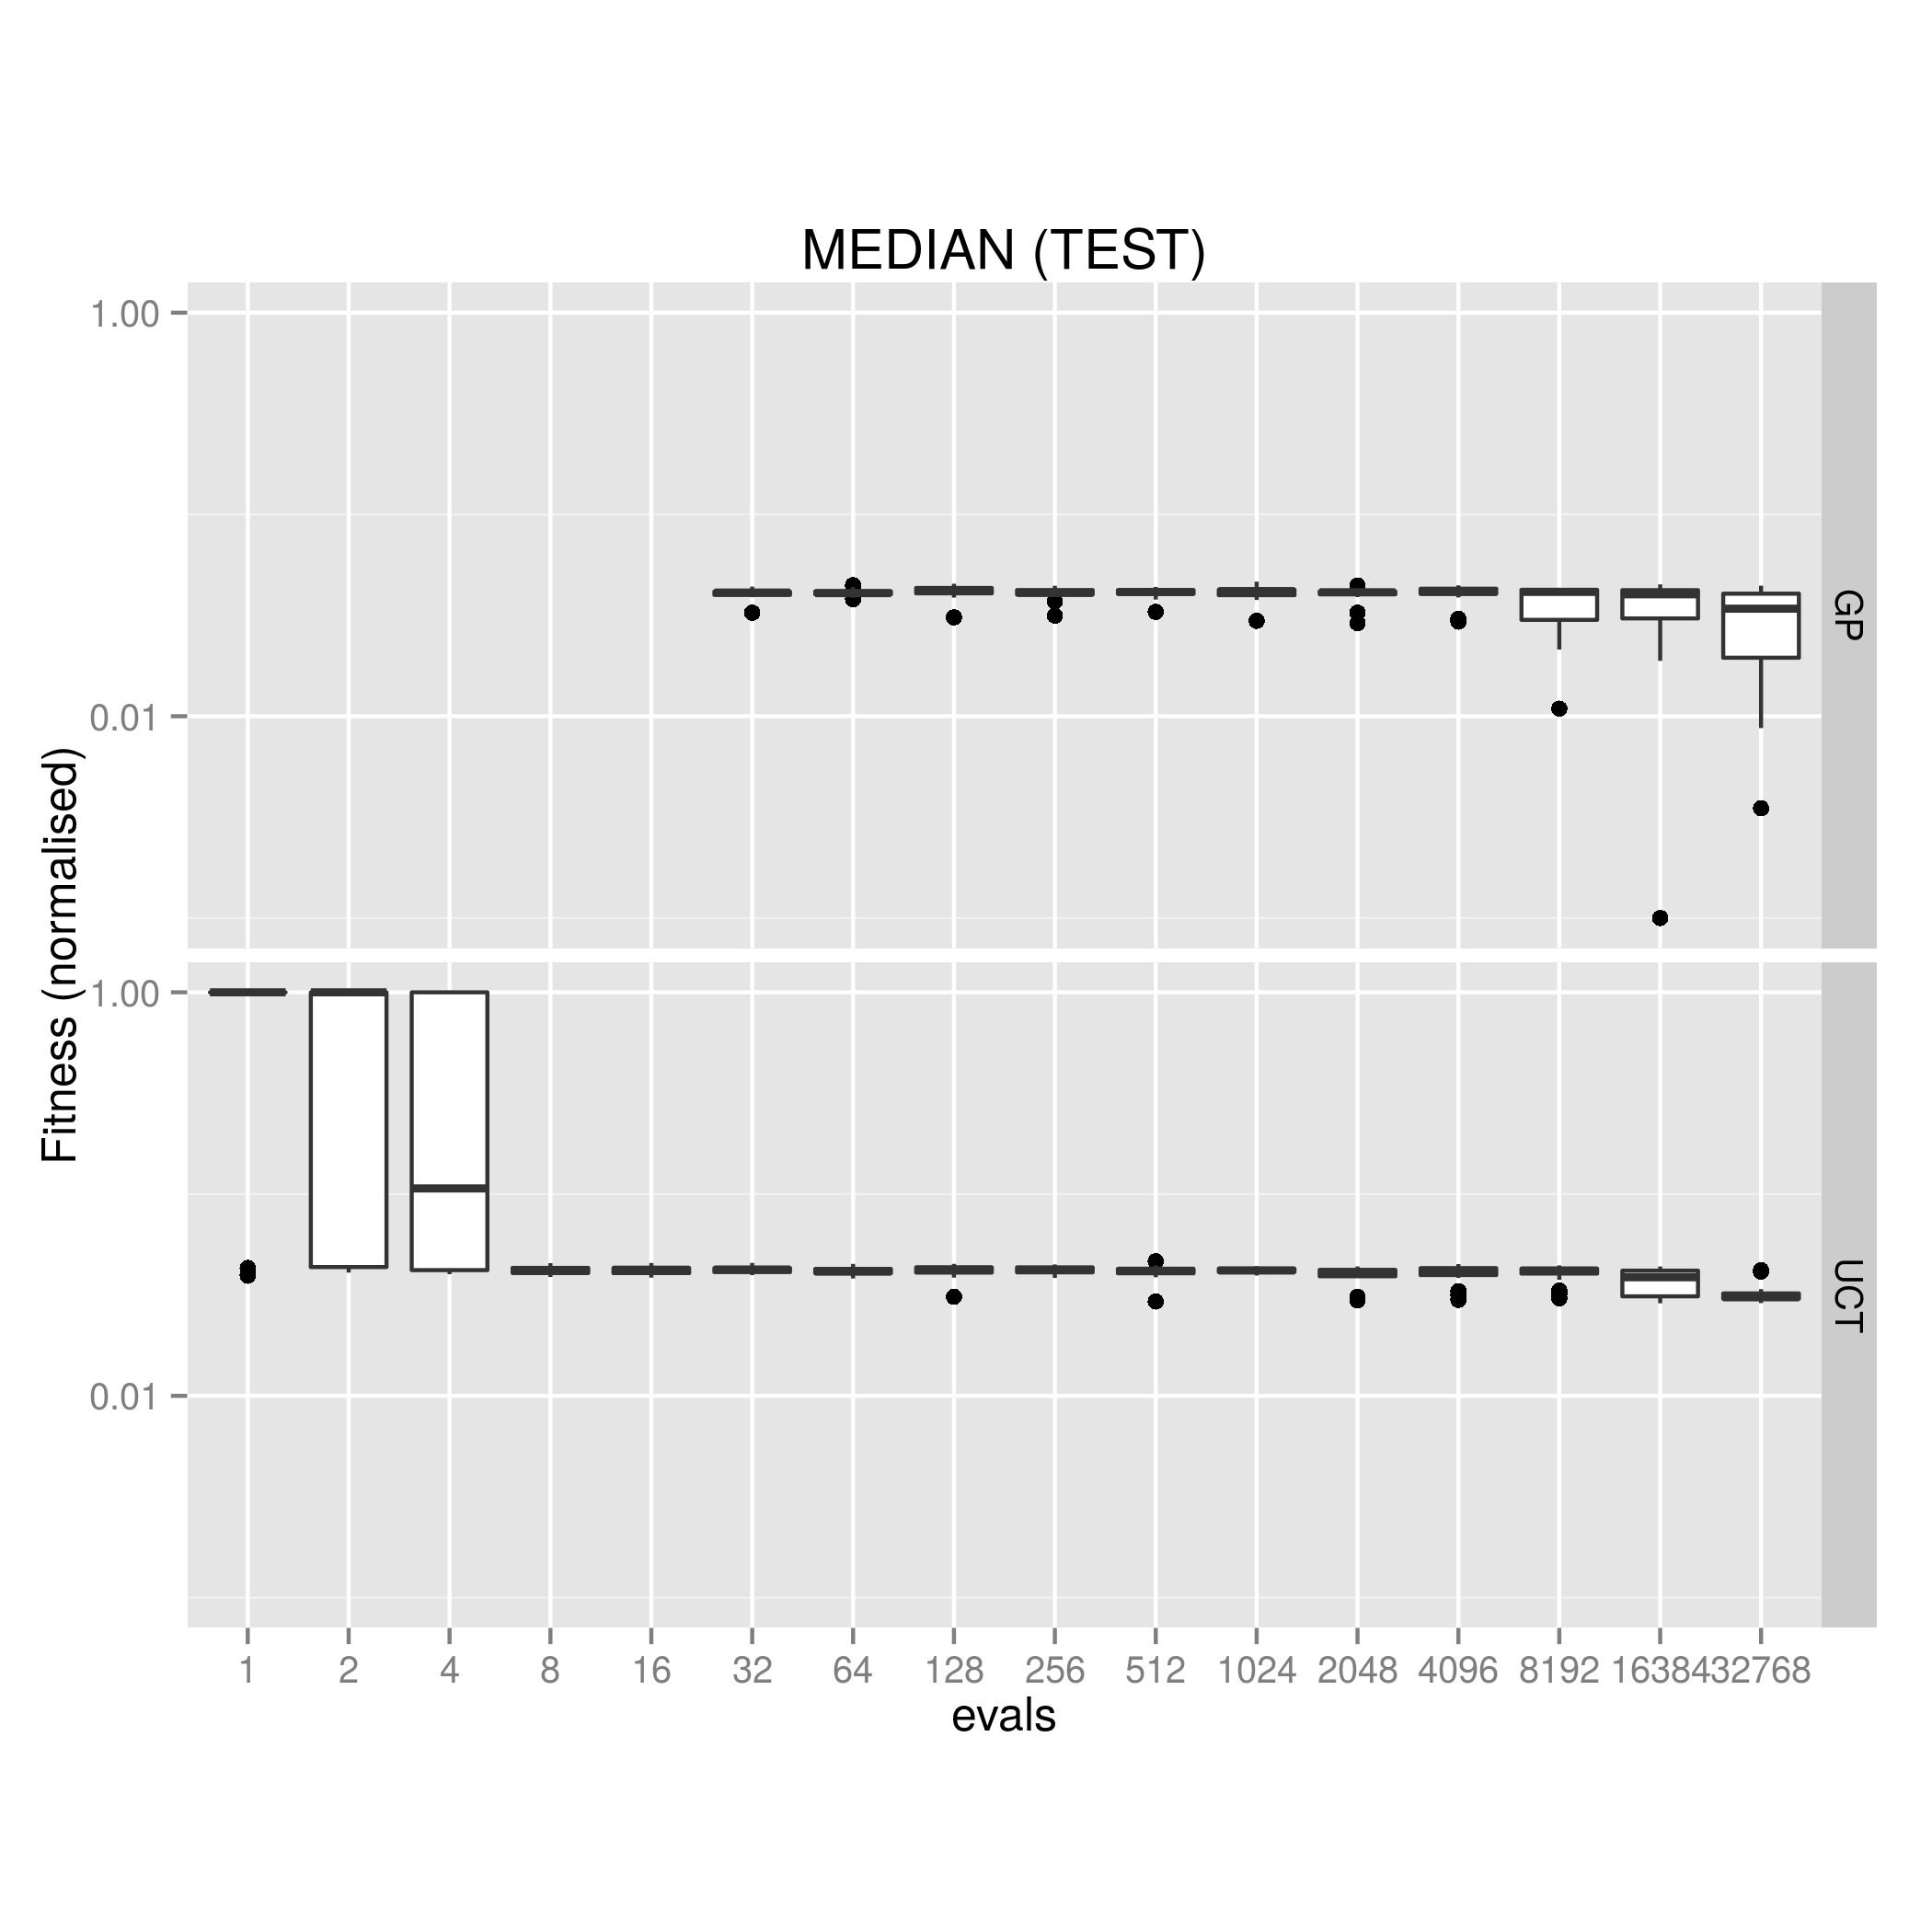 MEDIAN (TEST)
1.00
0.01
GP
Fitness (normalised)
1.00
0.01
UCT
1 2 4 8 16 32 64 128 256 512 1024 2048 4096 8192 16384 32768
evals